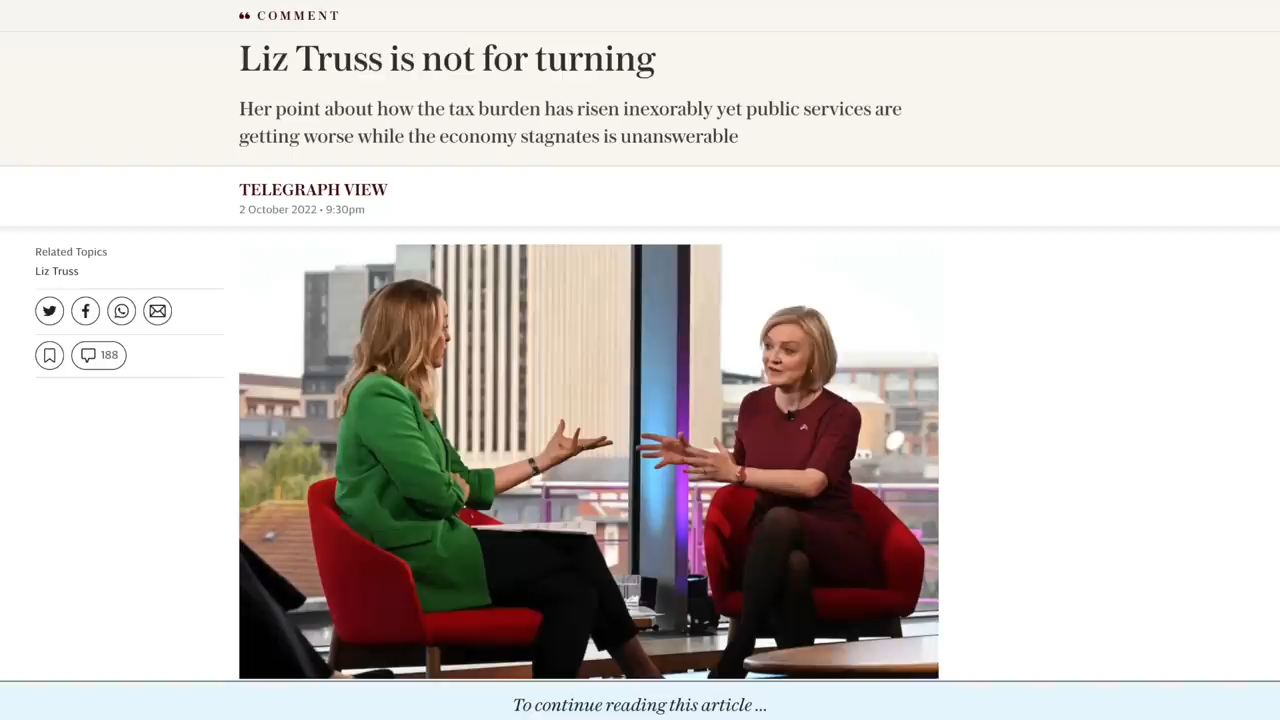 COMMENT
Liz Truss is not for turning
Her point about how the tax burden has risen inexorably yet public services are
getting worse while the economy stagnates is unanswerable
TELEGRAPH VIEW
2 October 2022 • 9:30pm
Related Topics
Liz Truss
188
To continue reading this article ...